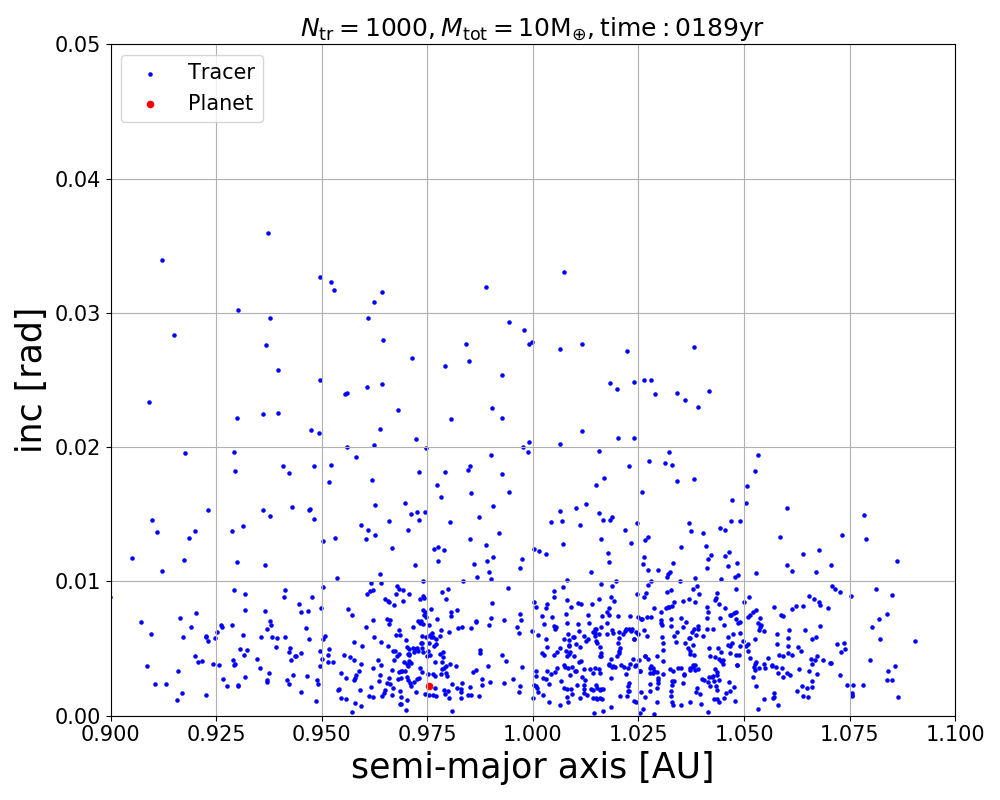 N_tr = 1000, M_tot = 10M_⊕, time : 0189yr
0.05
Tracer
Planet
0.04
0.03
0.02
0.01
0.00
inc [rad]
0.900 0.925 0.950 0.975 1.000 1.025 1.050 1.075 1.100
semi-major axis [AU]